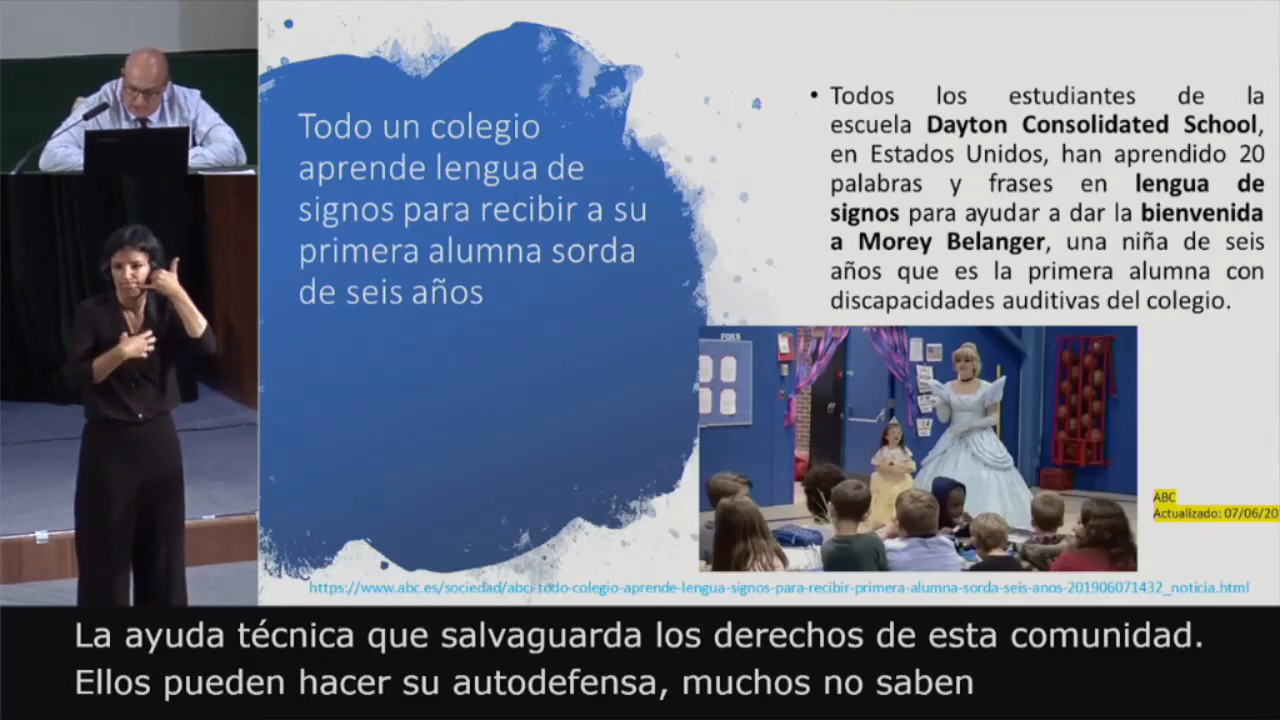 Todo un colegio
aprende lengua de
signos para recibir a su
primera alumna sorda
de seis años
• Todos los estudiantes de la
escuela Dayton Consolidated School,
en Estados Unidos, han aprendido 20
palabras y frases en lengua de
signos para ayudar a dar la bienvenida
a Morey Belanger, una niña de seis
años que es la primera alumna con
discapacidades auditivas del colegio.
FOXS
ABC
Actualizado: 07/06/20
https://www.abc.es/sociedad/abci-todo-colegio-aprende-lengua-signos-para-recibir-primera-alumna-sorda-seis-anos-201906071432_noticia.html
La ayuda técnica que salvaguarda los derechos de esta comunidad.
Ellos pueden hacer su autodefensa, muchos no saben